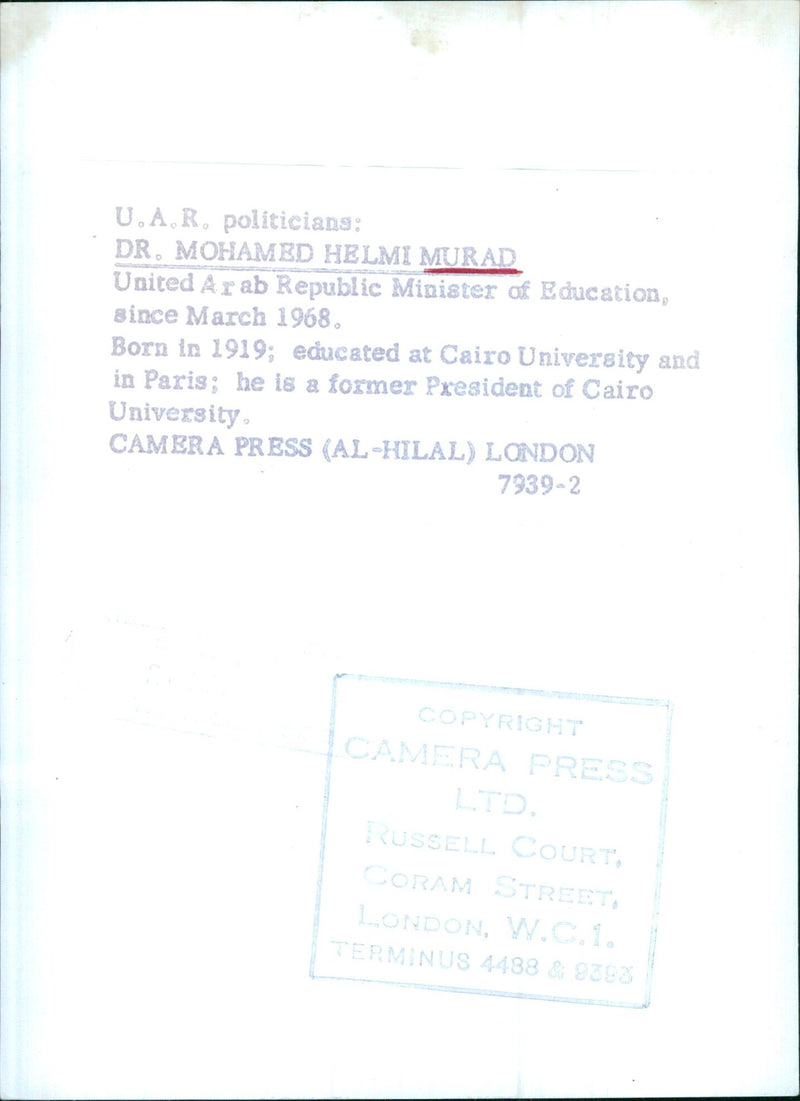 U.A.R. politicians:
DR. MOHAMED HELMI MURAD
United Arab Republic Minister of Education,
since March 1968.
Born in 1919; educated at Cairo University and
in Paris; he is a former President of Cairo
University.
CAMERA PRESS (AL-HILAL) LONDON
7939-2
COPYRIGHT
CAMERA PRESS
LTD.
RUSSELL COURT,
CORAM STREET,
LONDON, W.C.1.
TERMINUS 4488 & 9393